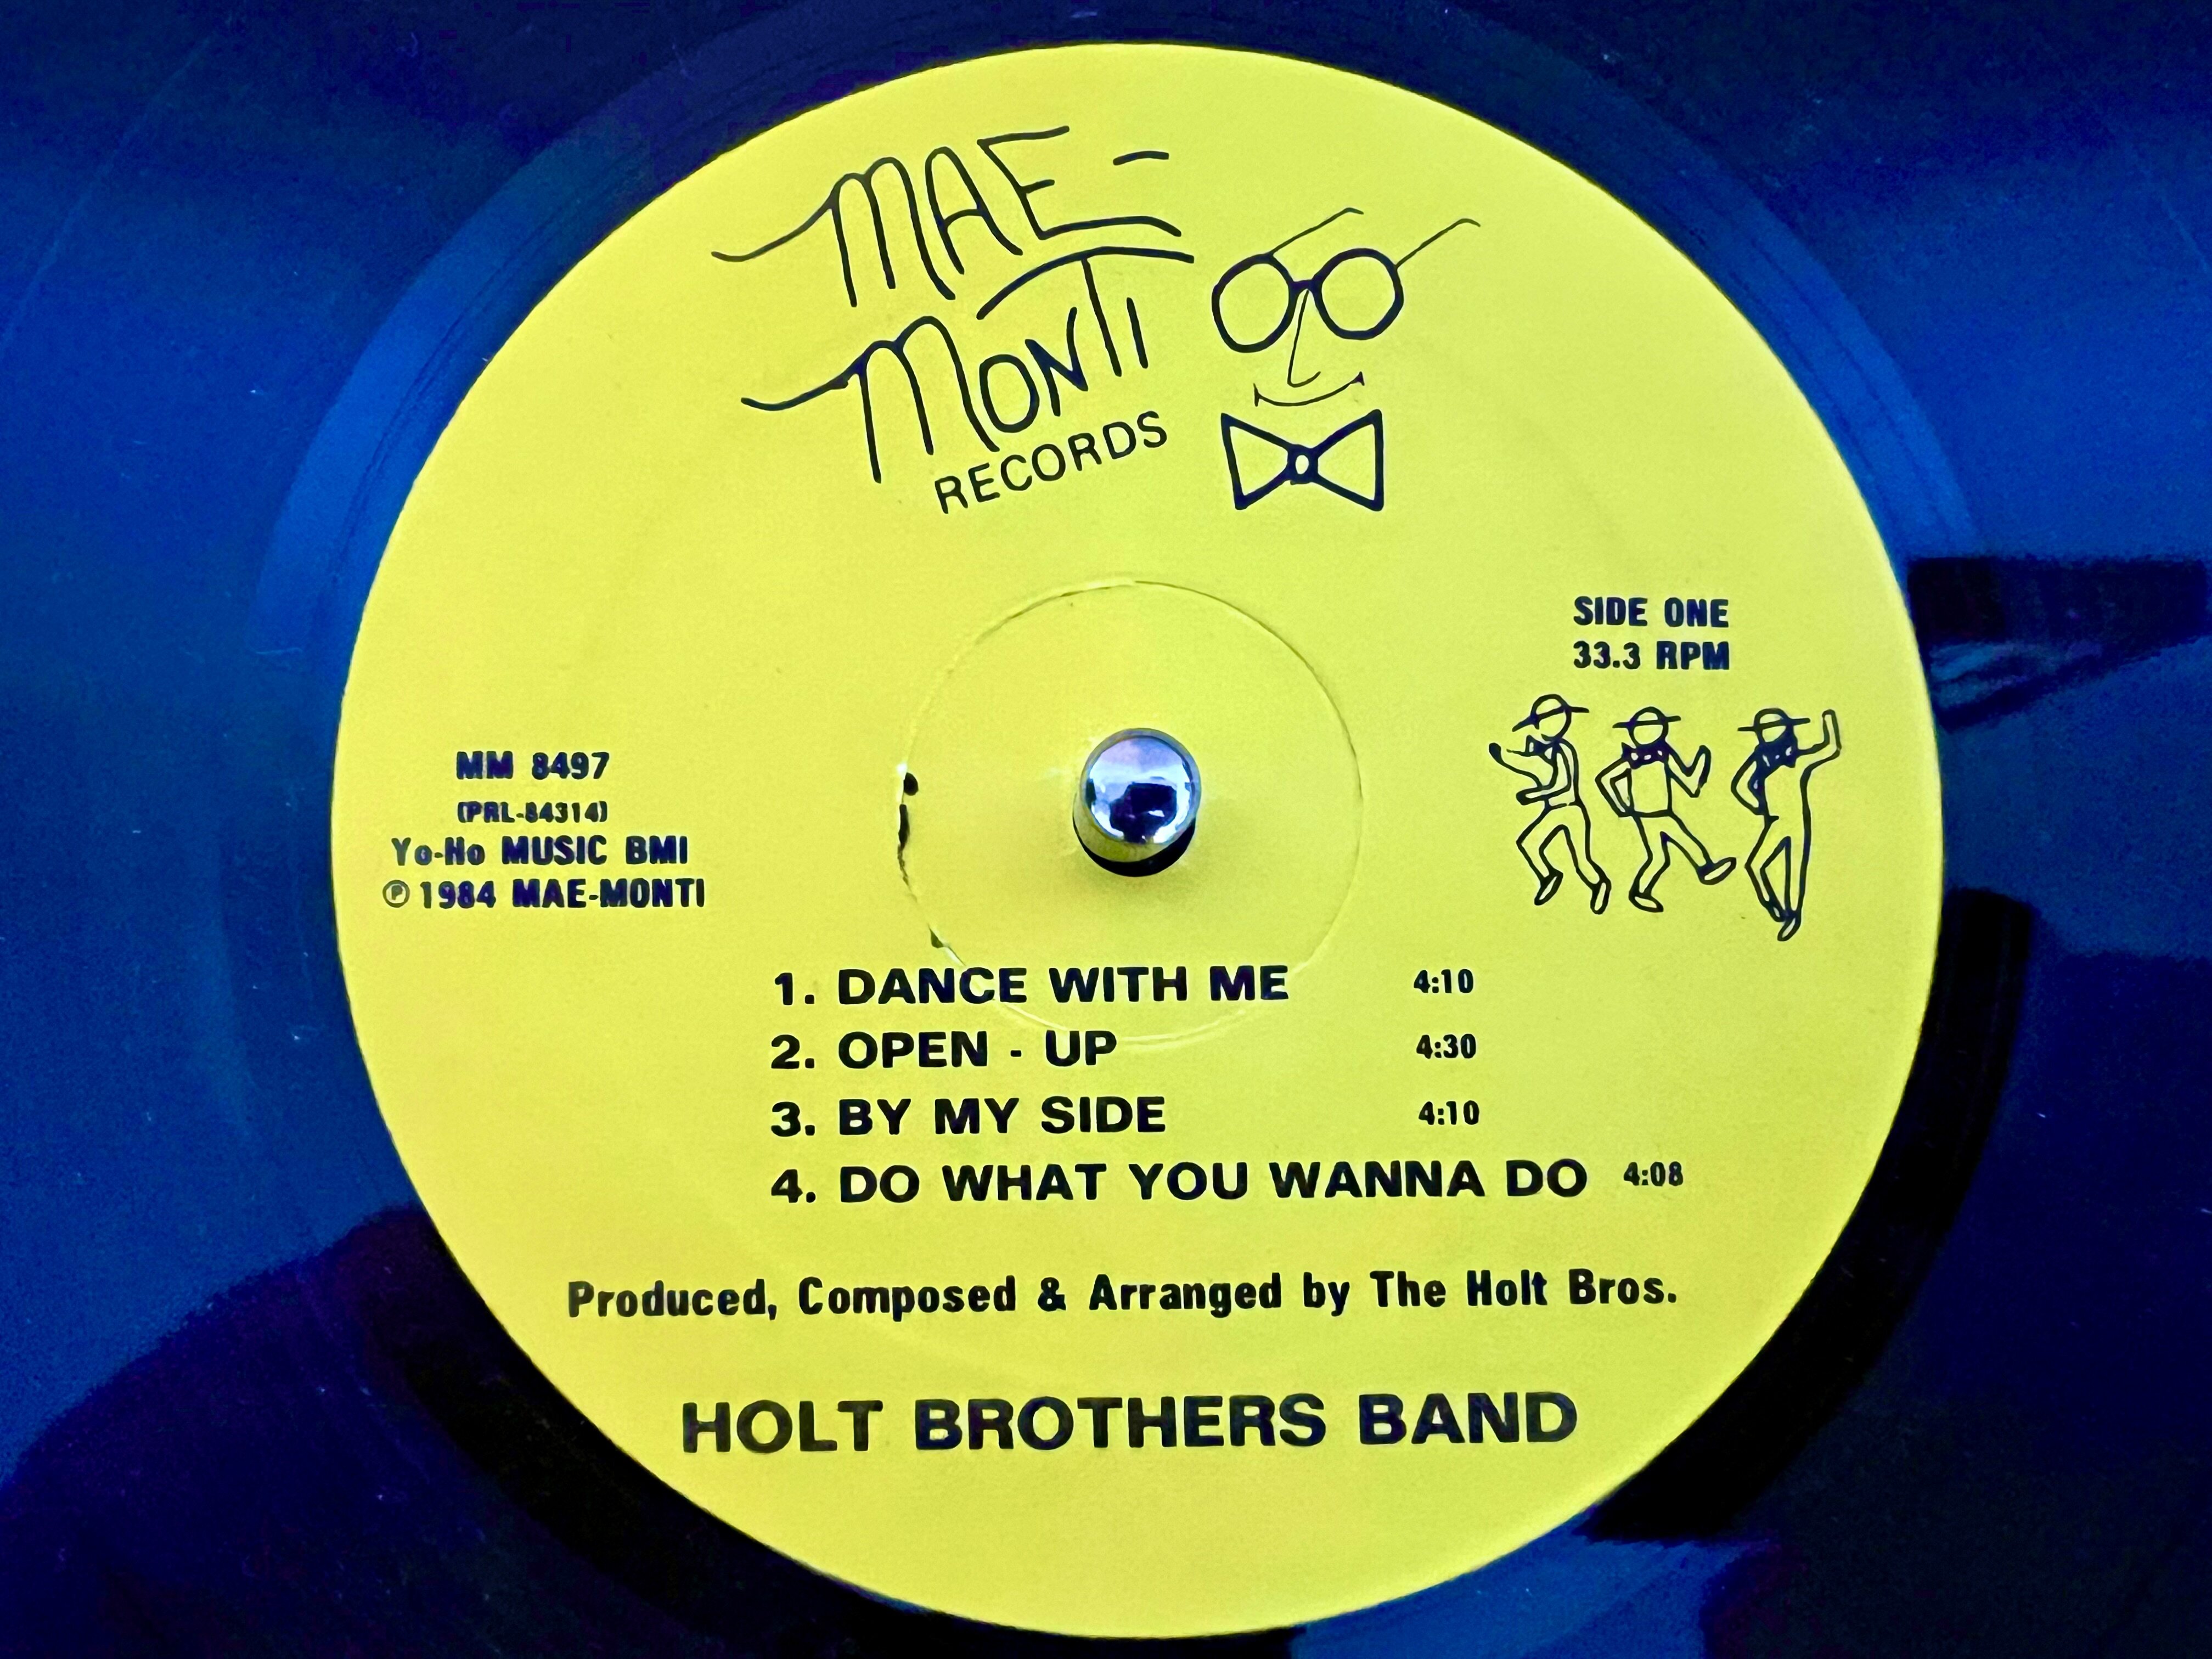 MAE-
MONTI
RECORDS
SIDE ONE
33.3 RPM
MM 8497
(PRL-84314)
Yo-Ho MUSIC BMI
℗ 1984 MAE-MONTI
1. DANCE WITH ME 4:10
2. OPEN - UP 4:30
3. BY MY SIDE 4:10
4. DO WHAT YOU WANNA DO 4:08
Produced, Composed & Arranged by The Holt Bros.
HOLT BROTHERS BAND